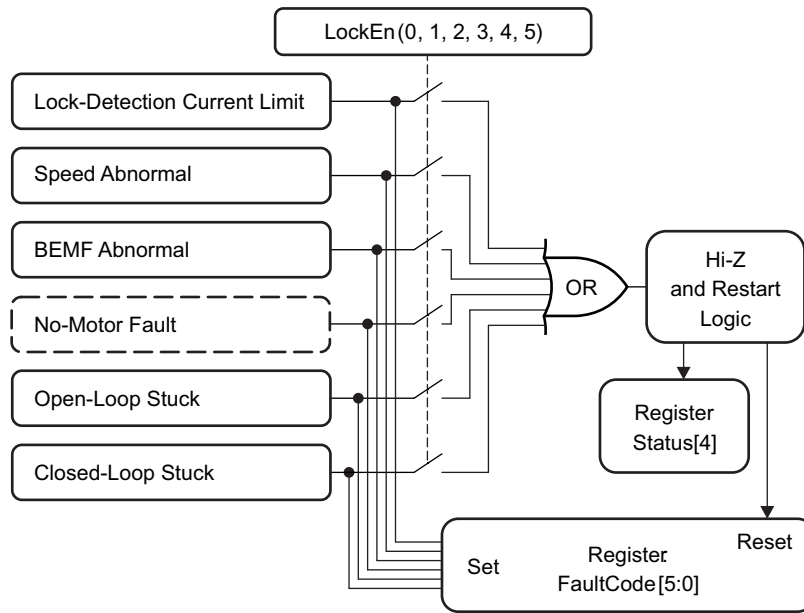 LockEn(0, 1, 2, 3, 4, 5)
Lock-Detection Current Limit
Speed Abnormal
BEMF Abnormal
No-Motor Fault
Open-Loop Stuck
Closed-Loop Stuck
OR
Hi-Z
and Restart
Logic
Register
Status[4]
Reset
Set
Register
FaultCode[5:0]